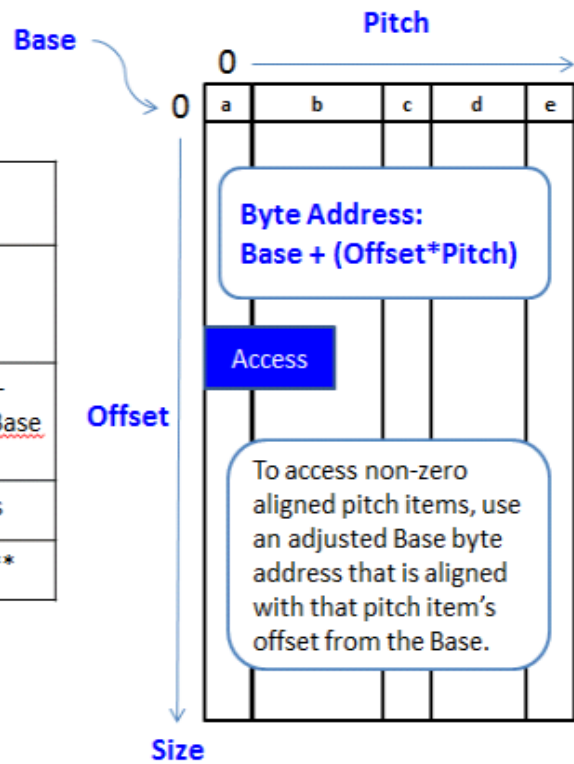 Pitch
Base
0
0 a b c d e
Byte Address:
Base + (Offset*Pitch)
Access
Base
Offset
To access non-zero
aligned pitch items, use
an adjusted Base byte
address that is aligned
with that pitch item's
offset from the Base.
**
Size